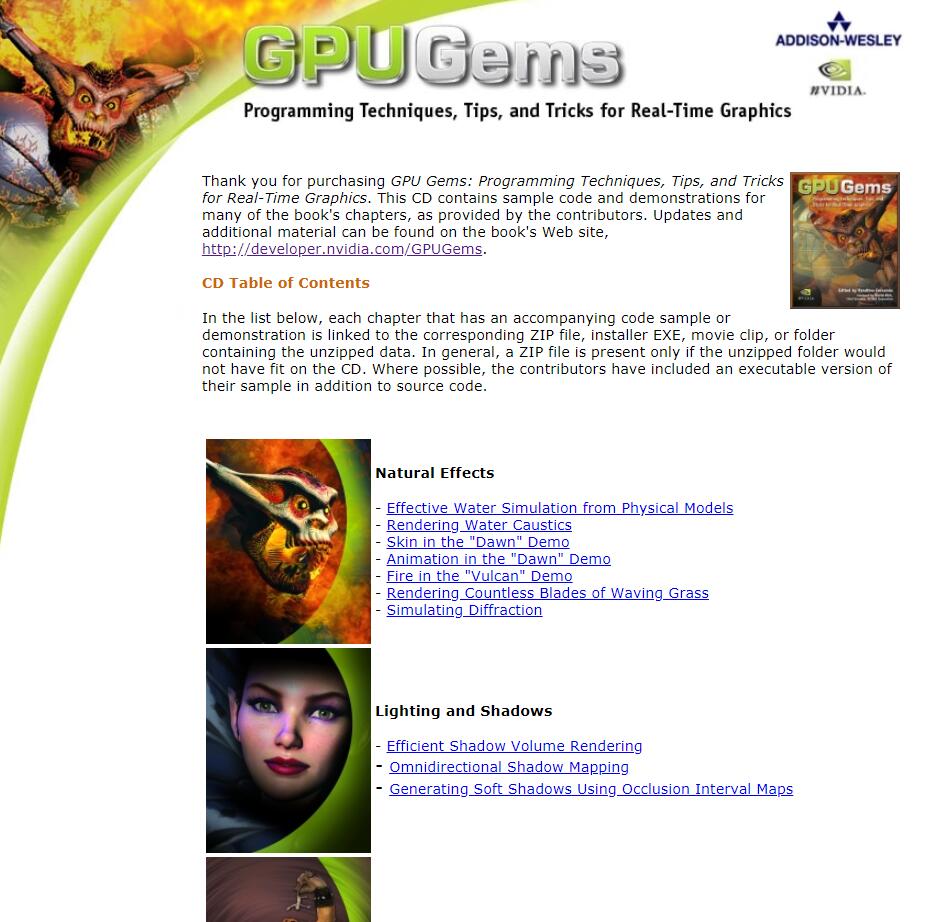 GPU Gems
ADDISON-WESLEY
NVIDIA.
Programming Techniques, Tips, and Tricks for Real-Time Graphics
Thank you for purchasing GPU Gems: Programming Techniques, Tips, and Tricks
for Real-Time Graphics. This CD contains sample code and demonstrations for
many of the book's chapters, as provided by the contributors. Updates and
additional material can be found on the book's Web site,
http://developer.nvidia.com/GPUGems.
GPU Gems
CD Table of Contents
In the list below, each chapter that has an accompanying code sample or
demonstration is linked to the corresponding ZIP file, installer EXE, movie clip, or folder
containing the unzipped data. In general, a ZIP file is present only if the unzipped folder would
not have fit on the CD. Where possible, the contributors have included an executable version of
their sample in addition to source code.
Natural Effects
- Effective Water Simulation from Physical Models
- Rendering Water Caustics
- Skin in the "Dawn" Demo
- Animation in the "Dawn" Demo
- Fire in the "Vulcan" Demo
- Rendering Countless Blades of Waving Grass
- Simulating Diffraction
Lighting and Shadows
- Efficient Shadow Volume Rendering
- Omnidirectional Shadow Mapping
- Generating Soft Shadows Using Occlusion Interval Maps